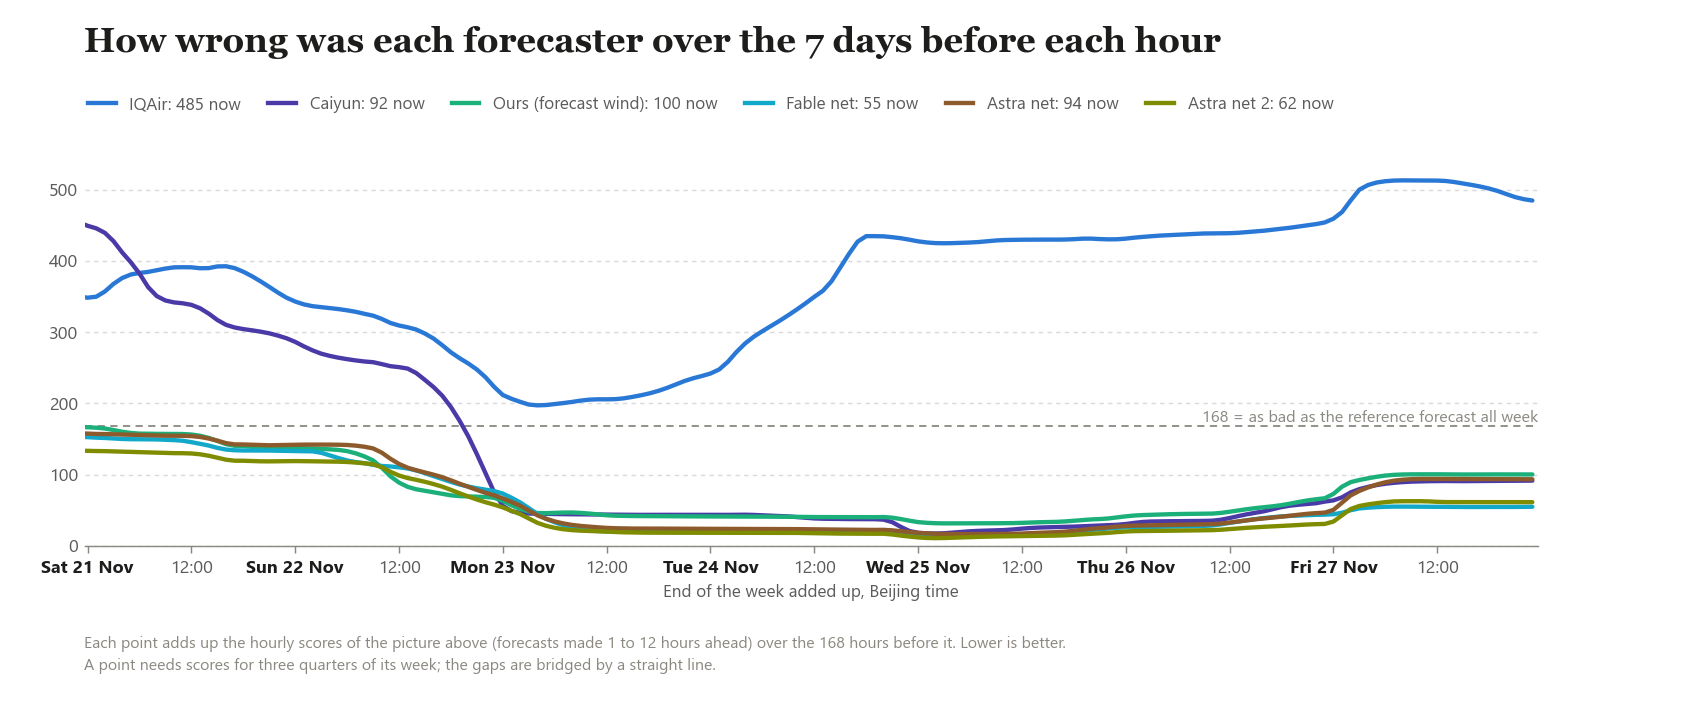 How wrong was each forecaster over the 7 days before each hour
IQAir: 485 now Caiyun: 92 now Ours (forecast wind): 100 now Fable net: 55 now Astra net: 94 now Astra net 2: 62 now
500
400
300
200
168 = as bad as the reference forecast all week
100
0
Sat 21 Nov 12:00 Sun 22 Nov 12:00 Mon 23 Nov 12:00 Tue 24 Nov 12:00 Wed 25 Nov 12:00 Thu 26 Nov 12:00 Fri 27 Nov 12:00
End of the week added up, Beijing time
Each point adds up the hourly scores of the picture above (forecasts made 1 to 12 hours ahead) over the 168 hours before it. Lower is better.
A point needs scores for three quarters of its week; the gaps are bridged by a straight line.